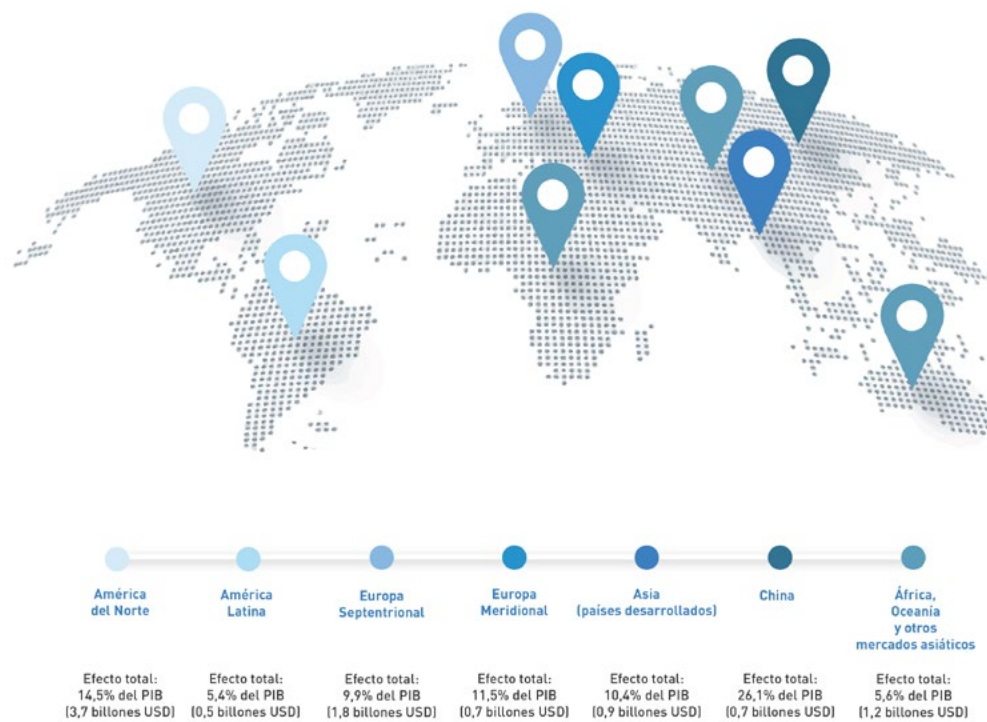 América
del Norte
América
Latina
Europa
Septentrional
Europa
Meridional
Asia
(países desarrollados)
China
África,
Oceanía
y otros
mercados asiáticos
Efecto total:
14,5% del PIB
(3,7 billones USD)
Efecto total:
5,4% del PIB
(0,5 billones USD)
Efecto total:
9,9% del PIB
(1,8 billones USD)
Efecto total:
11,5% del PIB
(0,7 billones USD)
Efecto total:
10,4% del PIB
(0,9 billones USD)
Efecto total:
26,1% del PIB
(0,7 billones USD)
Efecto total:
5,6% del PIB
(1,2 billones USD)